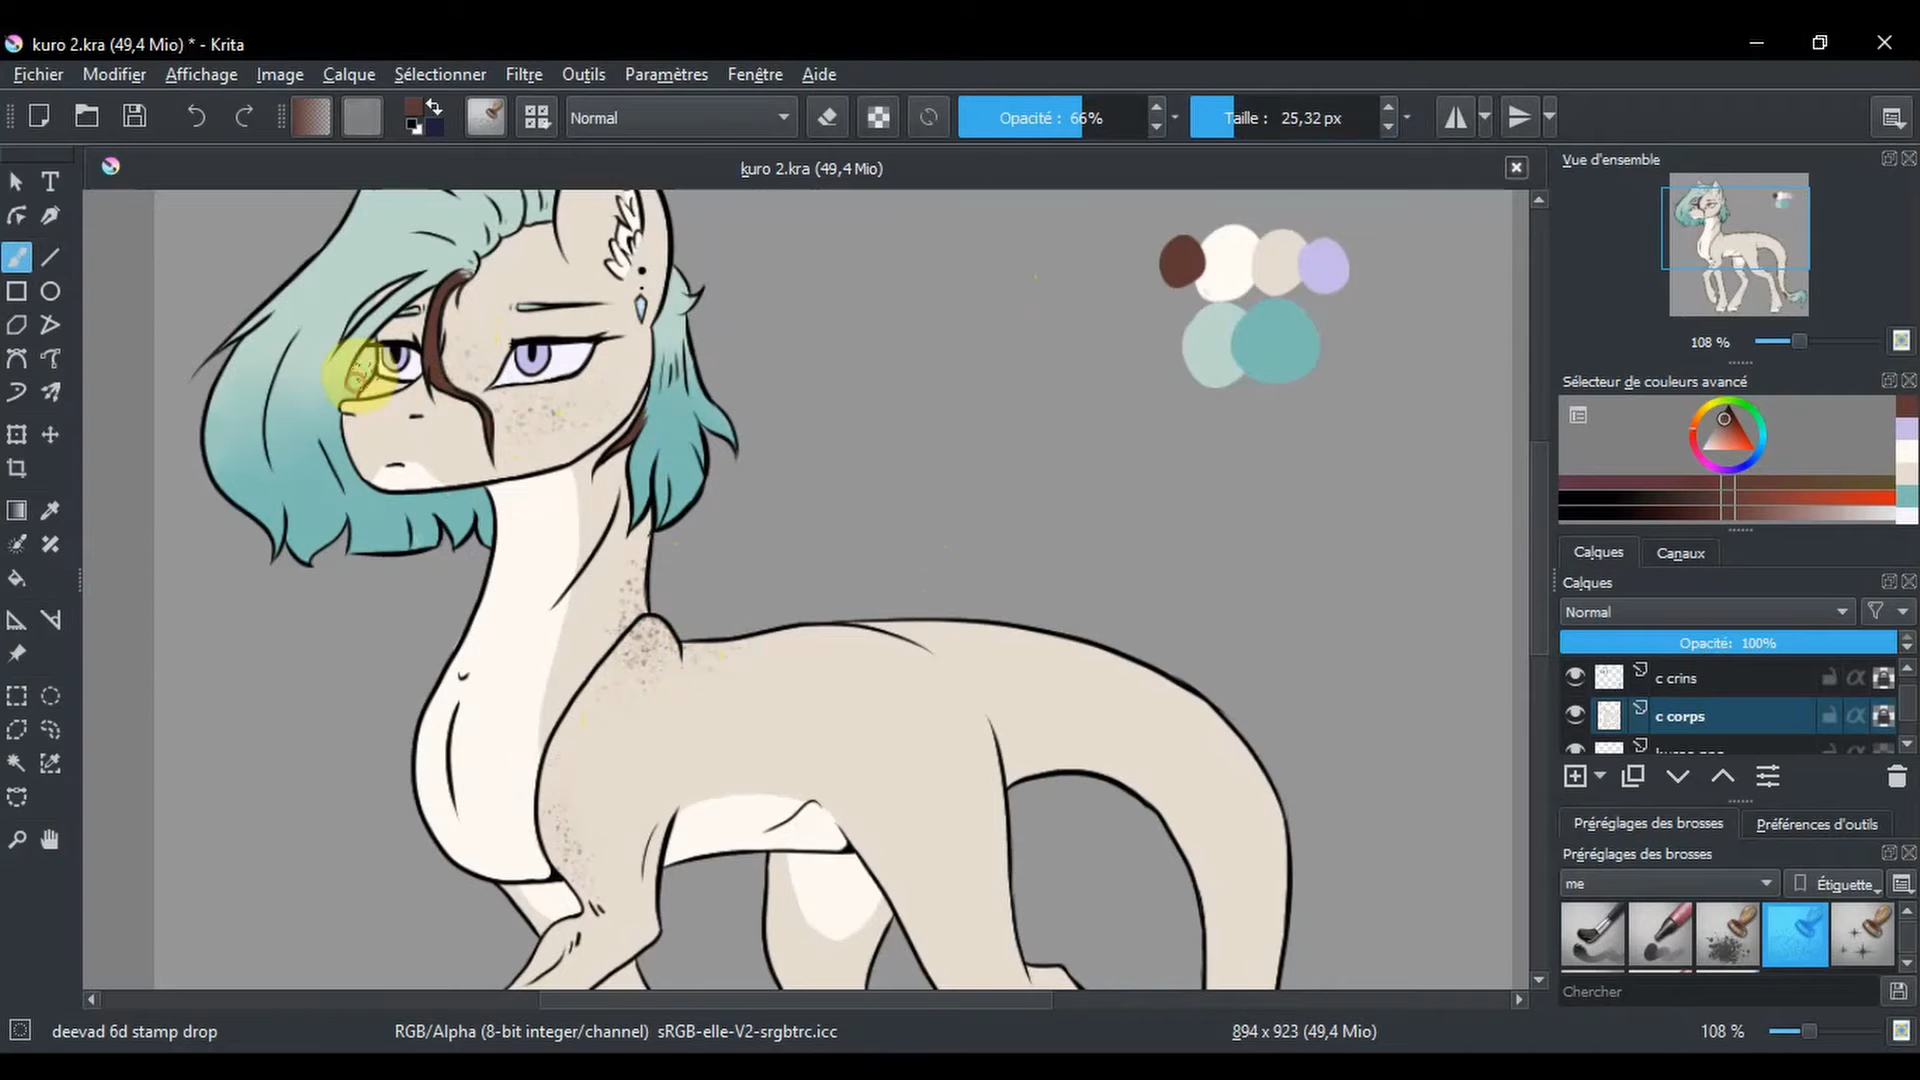 kuro 2.kra (49,4 Mio) * - Krita
Fichier Modifier Affichage Image Calque Sélectionner Filtre Outils Paramètres Fenêtre Aide
Normal Opacité : 66% Taille : 25,32 px
kuro 2.kra (49,4 Mio)
Vue d'ensemble
108 %
Sélecteur de couleurs avancé
Calques Canaux
Calques
Normal
Opacité: 100%
c crins
c corps
Préréglages des brosses Préférences d'outils
Préréglages des brosses
me Étiquette
Chercher
deevad 6d stamp drop RGB/Alpha (8-bit integer/channel) sRGB-elle-V2-srgbtrc.icc 894 x 923 (49,4 Mio) 108 %